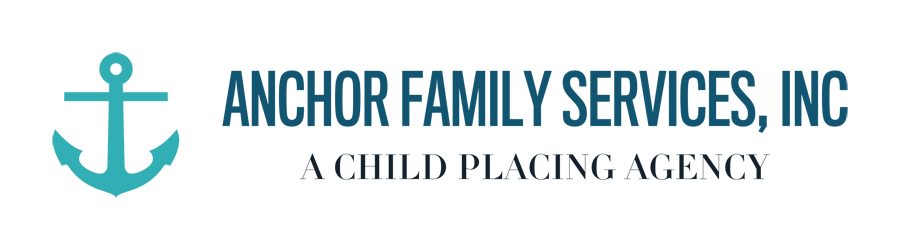 ANCHOR FAMILY SERVICES, INC
A CHILD PLACING AGENCY